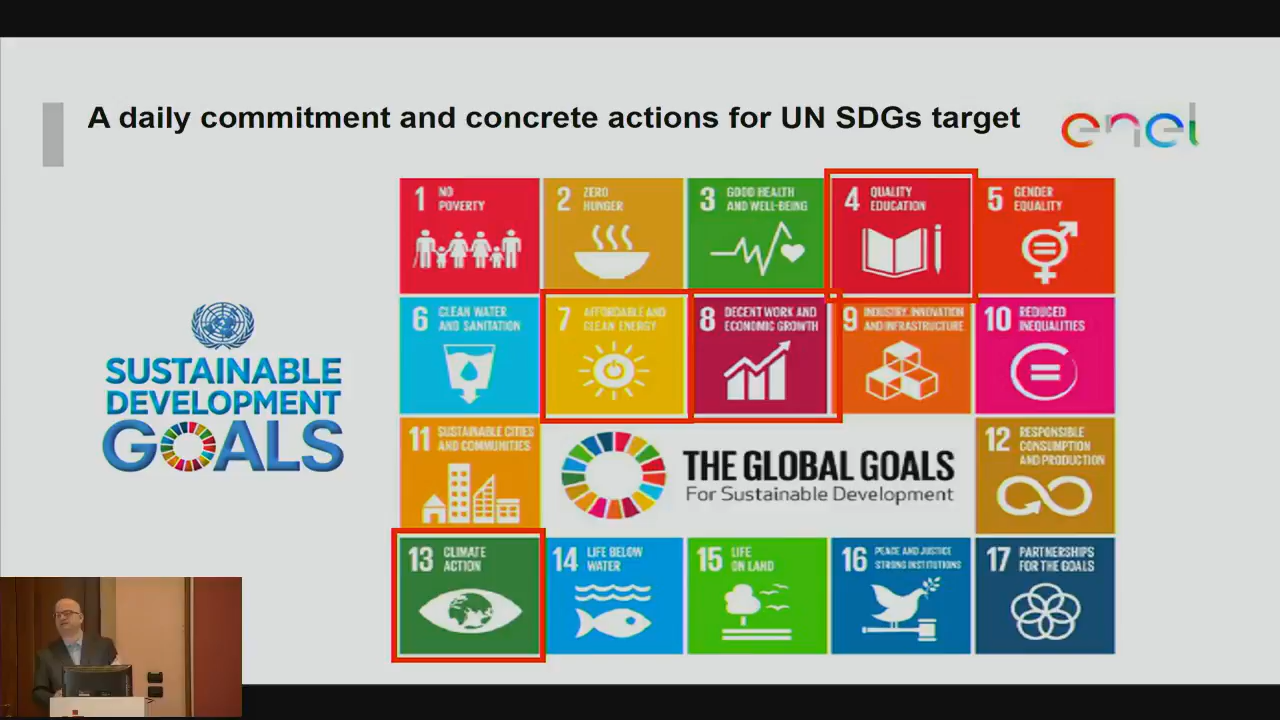 A daily commitment and concrete actions for UN SDGs target
enel
1 NO
POVERTY
2 ZERO
HUNGER
3 GOOD HEALTH
AND WELL-BEING
4 QUALITY
EDUCATION
5 GENDER
EQUALITY
6 CLEAN WATER
AND SANITATION
7 AFFORDABLE AND
CLEAN ENERGY
8 DECENT WORK AND
ECONOMIC GROWTH
9 INDUSTRY, INNOVATION
AND INFRASTRUCTURE
10 REDUCED
INEQUALITIES
SUSTAINABLE
DEVELOPMENT
GOALS
11 SUSTAINABLE CITIES
AND COMMUNITIES
THE GLOBAL GOALS
For Sustainable Development
12 RESPONSIBLE
CONSUMPTION
AND PRODUCTION
13 CLIMATE
ACTION
14 LIFE BELOW
WATER
15 LIFE
ON LAND
16 PEACE AND JUSTICE
STRONG INSTITUTIONS
17 PARTNERSHIPS
FOR THE GOALS